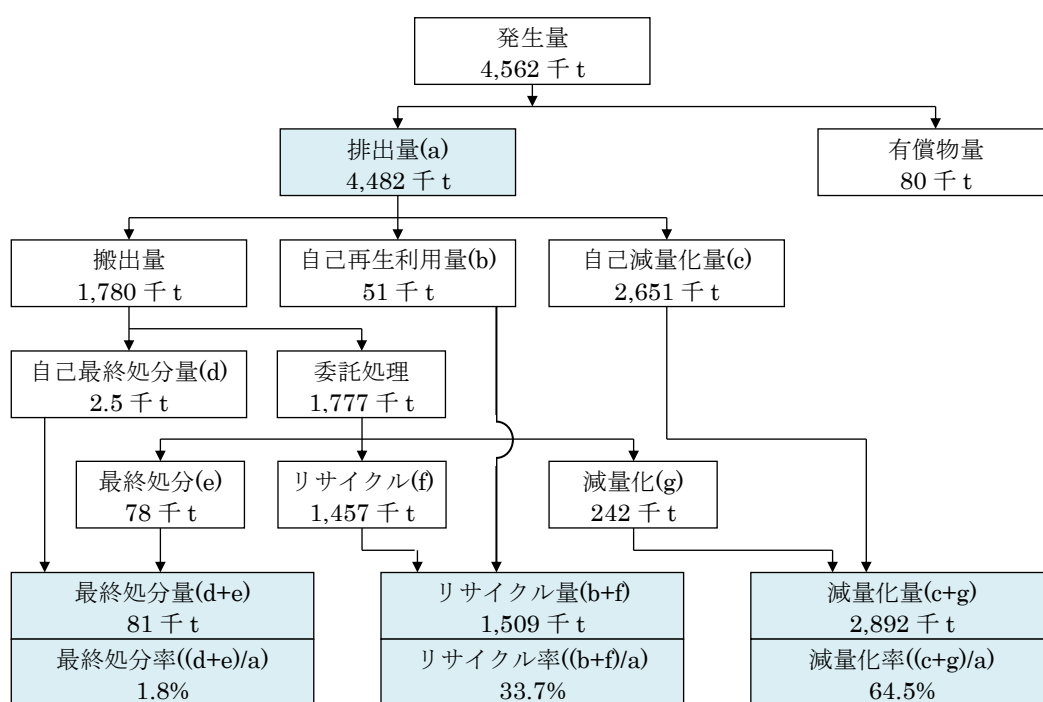 発生量
4,562 千 t
排出量(a)
4,482 千 t
有償物量
80 千 t
搬出量
1,780 千 t
自己再生利用量(b)
51 千 t
自己減量化量(c)
2,651 千 t
自己最終処分量(d)
2.5 千 t
委託処理
1,777 千 t
最終処分(e)
78 千 t
リサイクル(f)
1,457 千 t
減量化(g)
242 千 t
最終処分量(d+e)
81 千 t
最終処分率((d+e)/a)
1.8%
リサイクル量(b+f)
1,509 千 t
リサイクル率((b+f)/a)
33.7%
減量化量(c+g)
2,892 千 t
減量化率((c+g)/a)
64.5%